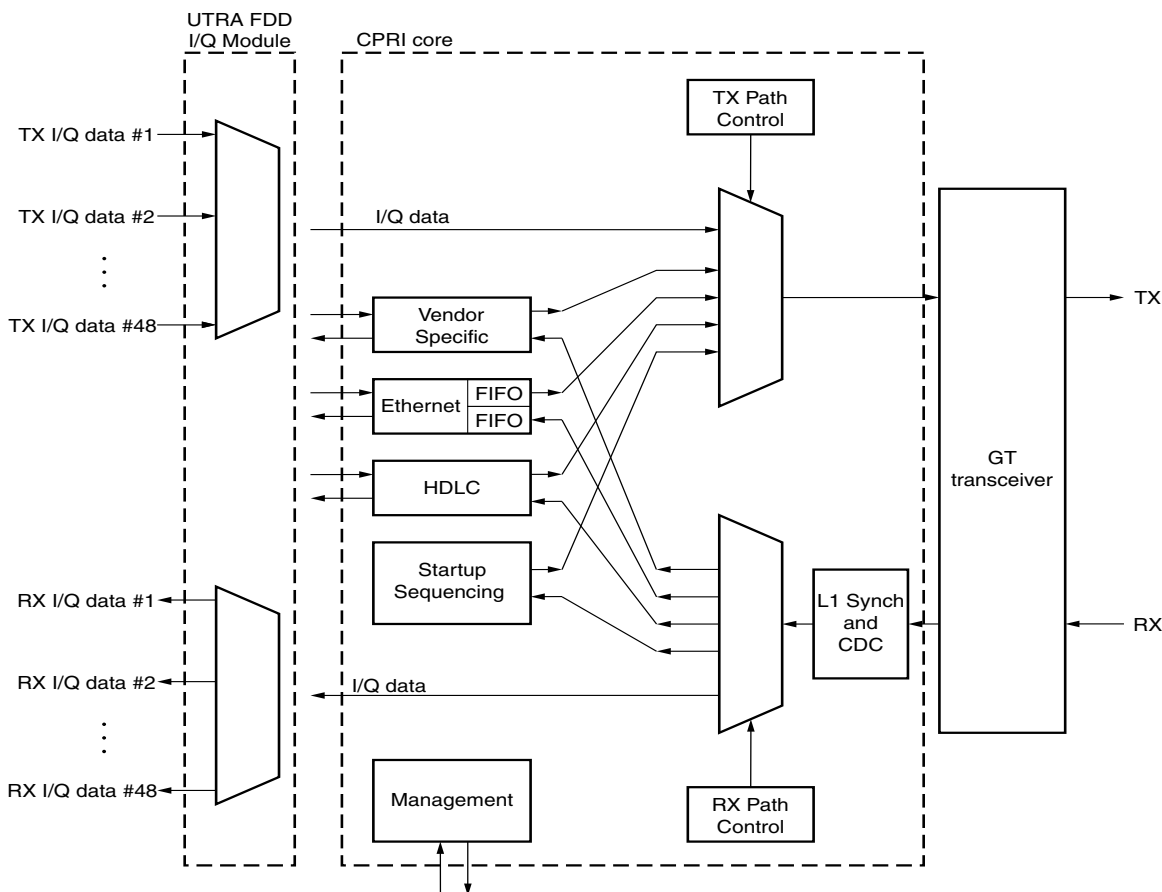 UTRA FDD
I/Q Module
CPRI core
TX Path
Control
TX I/Q data #1
TX I/Q data #2
TX I/Q data #48
I/Q data
Vendor
Specific
Ethernet
FIFO
FIFO
HDLC
Startup
Sequencing
GT
transceiver
TX
RX
L1 Synch
and
CDC
RX I/Q data #1
RX I/Q data #2
RX I/Q data #48
I/Q data
Management
RX Path
Control